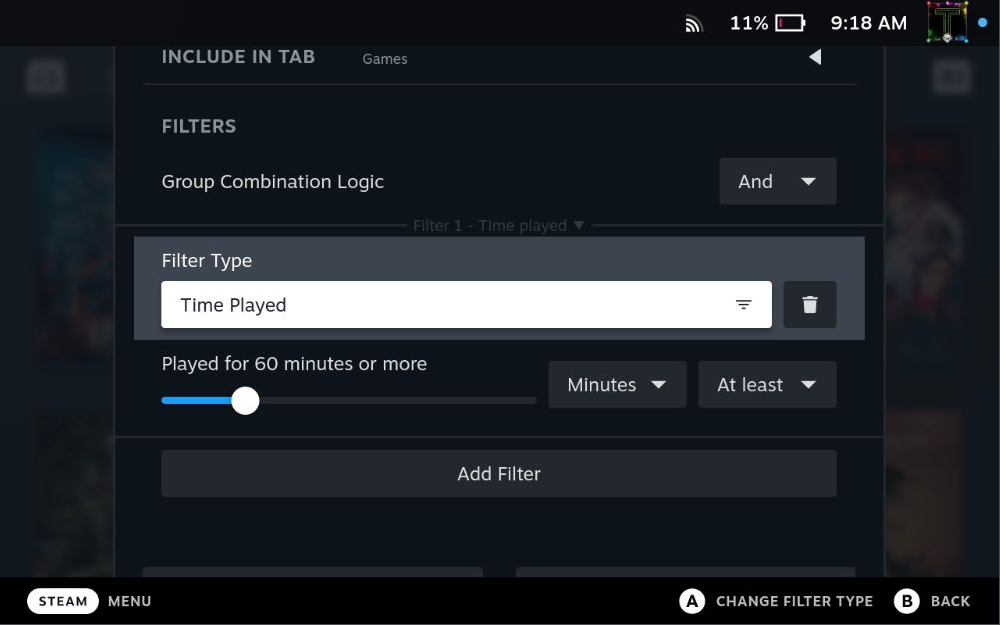 11% 9:18 AM
INCLUDE IN TAB Games
FILTERS
Group Combination Logic And
Filter 1 - Time played
Filter Type
Time Played
Played for 60 minutes or more
Minutes At least
Add Filter
STEAM MENU A CHANGE FILTER TYPE B BACK